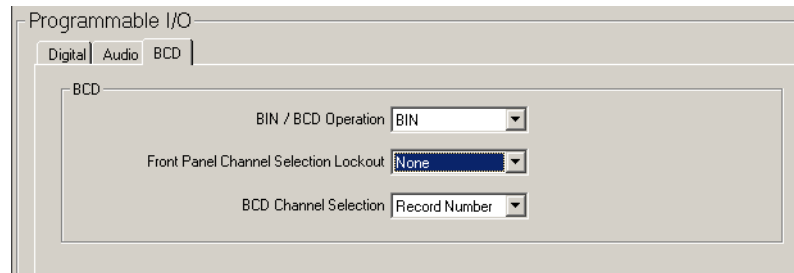 Programmable I/O
Digital Audio BCD
BCD
BIN / BCD Operation BIN
Front Panel Channel Selection Lockout None
BCD Channel Selection Record Number